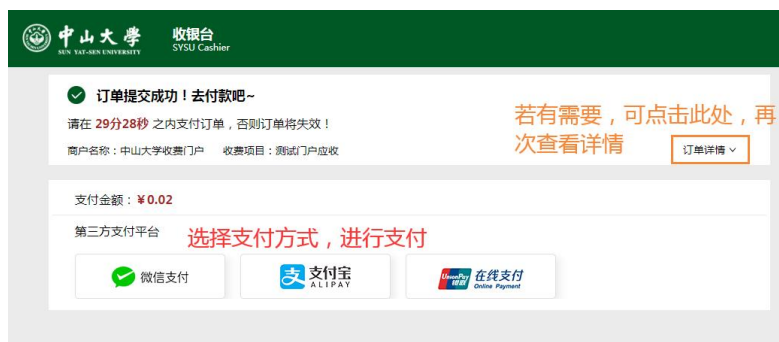 中山大學
SUN YAT-SEN UNIVERSITY
收银台
SYSU Cashier
订单提交成功！去付款吧~
请在 29分28秒 之内支付订单，否则订单将失效！
商户名称：中山大学收费门户 收费项目：测试门户应收
若有需要，可点击此处，再
次查看详情
订单详情
支付金额：¥0.02
第三方支付平台
选择支付方式，进行支付
微信支付
支 支付宝
ALIPAY
UnionPay
银联
在线支付
Online Payment